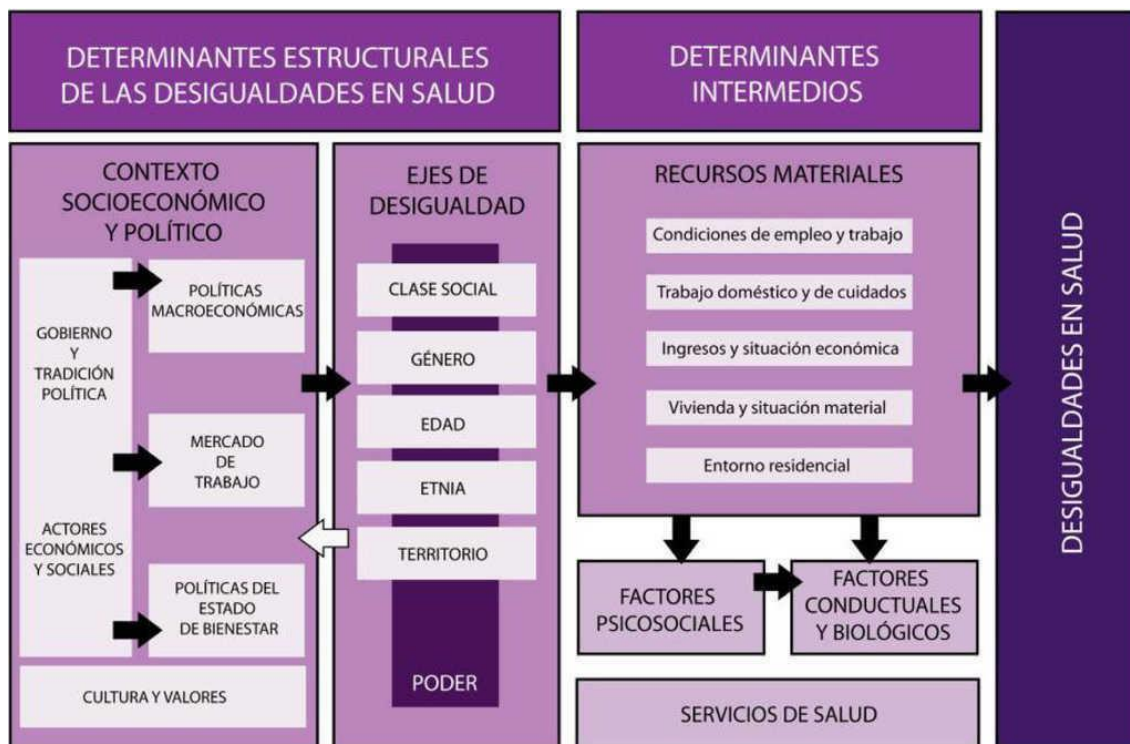 DETERMINANTES ESTRUCTURALES
DE LAS DESIGUALDADES EN SALUD
DETERMINANTES
INTERMEDIOS
CONTEXTO
SOCIOECONÓMICO
Y POLÍTICO
GOBIERNO
Y
TRADICIÓN
POLÍTICA
ACTORES
ECONÓMICOS
Y SOCIALES
POLÍTICAS
MACROECONÓMICAS
MERCADO
DE
TRABAJO
POLÍTICAS DEL
ESTADO
DE BIENESTAR
CULTURA Y VALORES
EJES DE
DESIGUALDAD
CLASE SOCIAL
GÉNERO
EDAD
ETNIA
TERRITORIO
PODER
RECURSOS MATERIALES
Condiciones de empleo y trabajo
Trabajo doméstico y de cuidados
Ingresos y situación económica
Vivienda y situación material
Entorno residencial
FACTORES
PSICOSOCIALES
FACTORES
CONDUCTUALES
Y BIOLÓGICOS
SERVICIOS DE SALUD
DESIGUALDADES EN SALUD